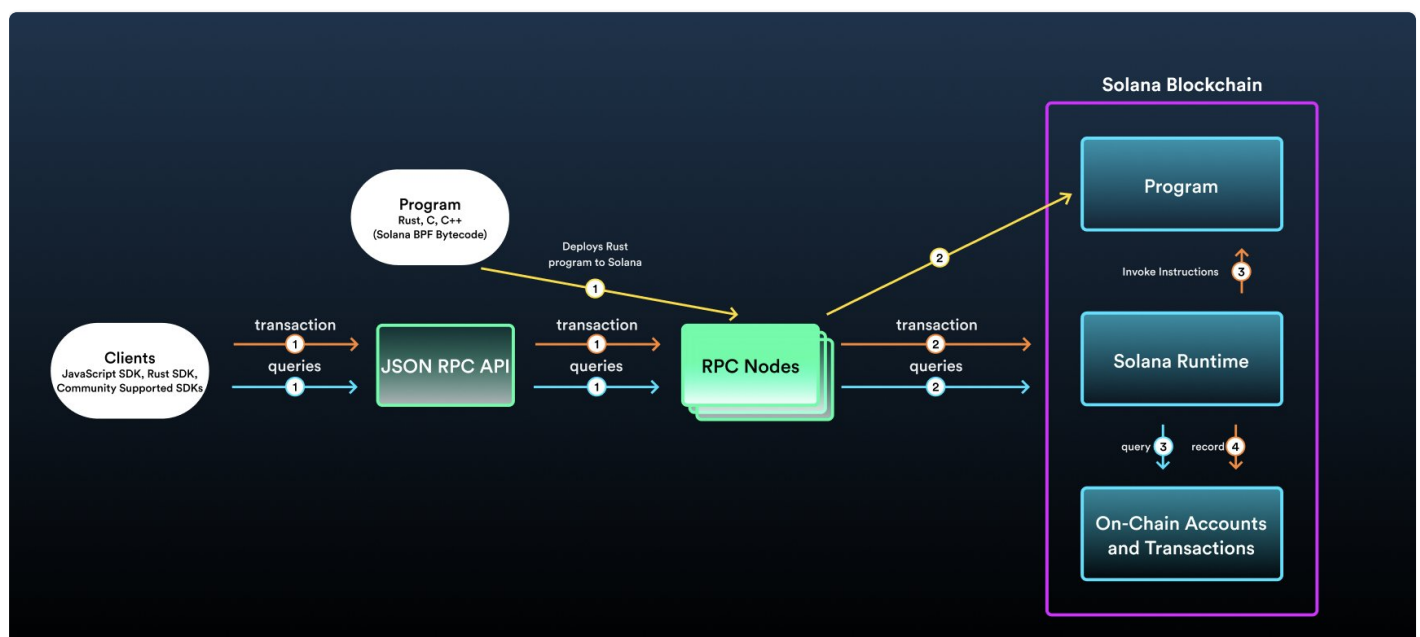 Solana Blockchain
Program
Rust, C, C++
(Solana BPF Bytecode)
Deploys Rust
program to Solana
1
2
Program
Invoke Instructions
3
Clients
JavaScript SDK, Rust SDK,
Community Supported SDKs
transaction
1
queries
1
JSON RPC API
transaction
1
queries
1
RPC Nodes
transaction
2
queries
2
Solana Runtime
query
3
record
4
On-Chain Accounts
and Transactions